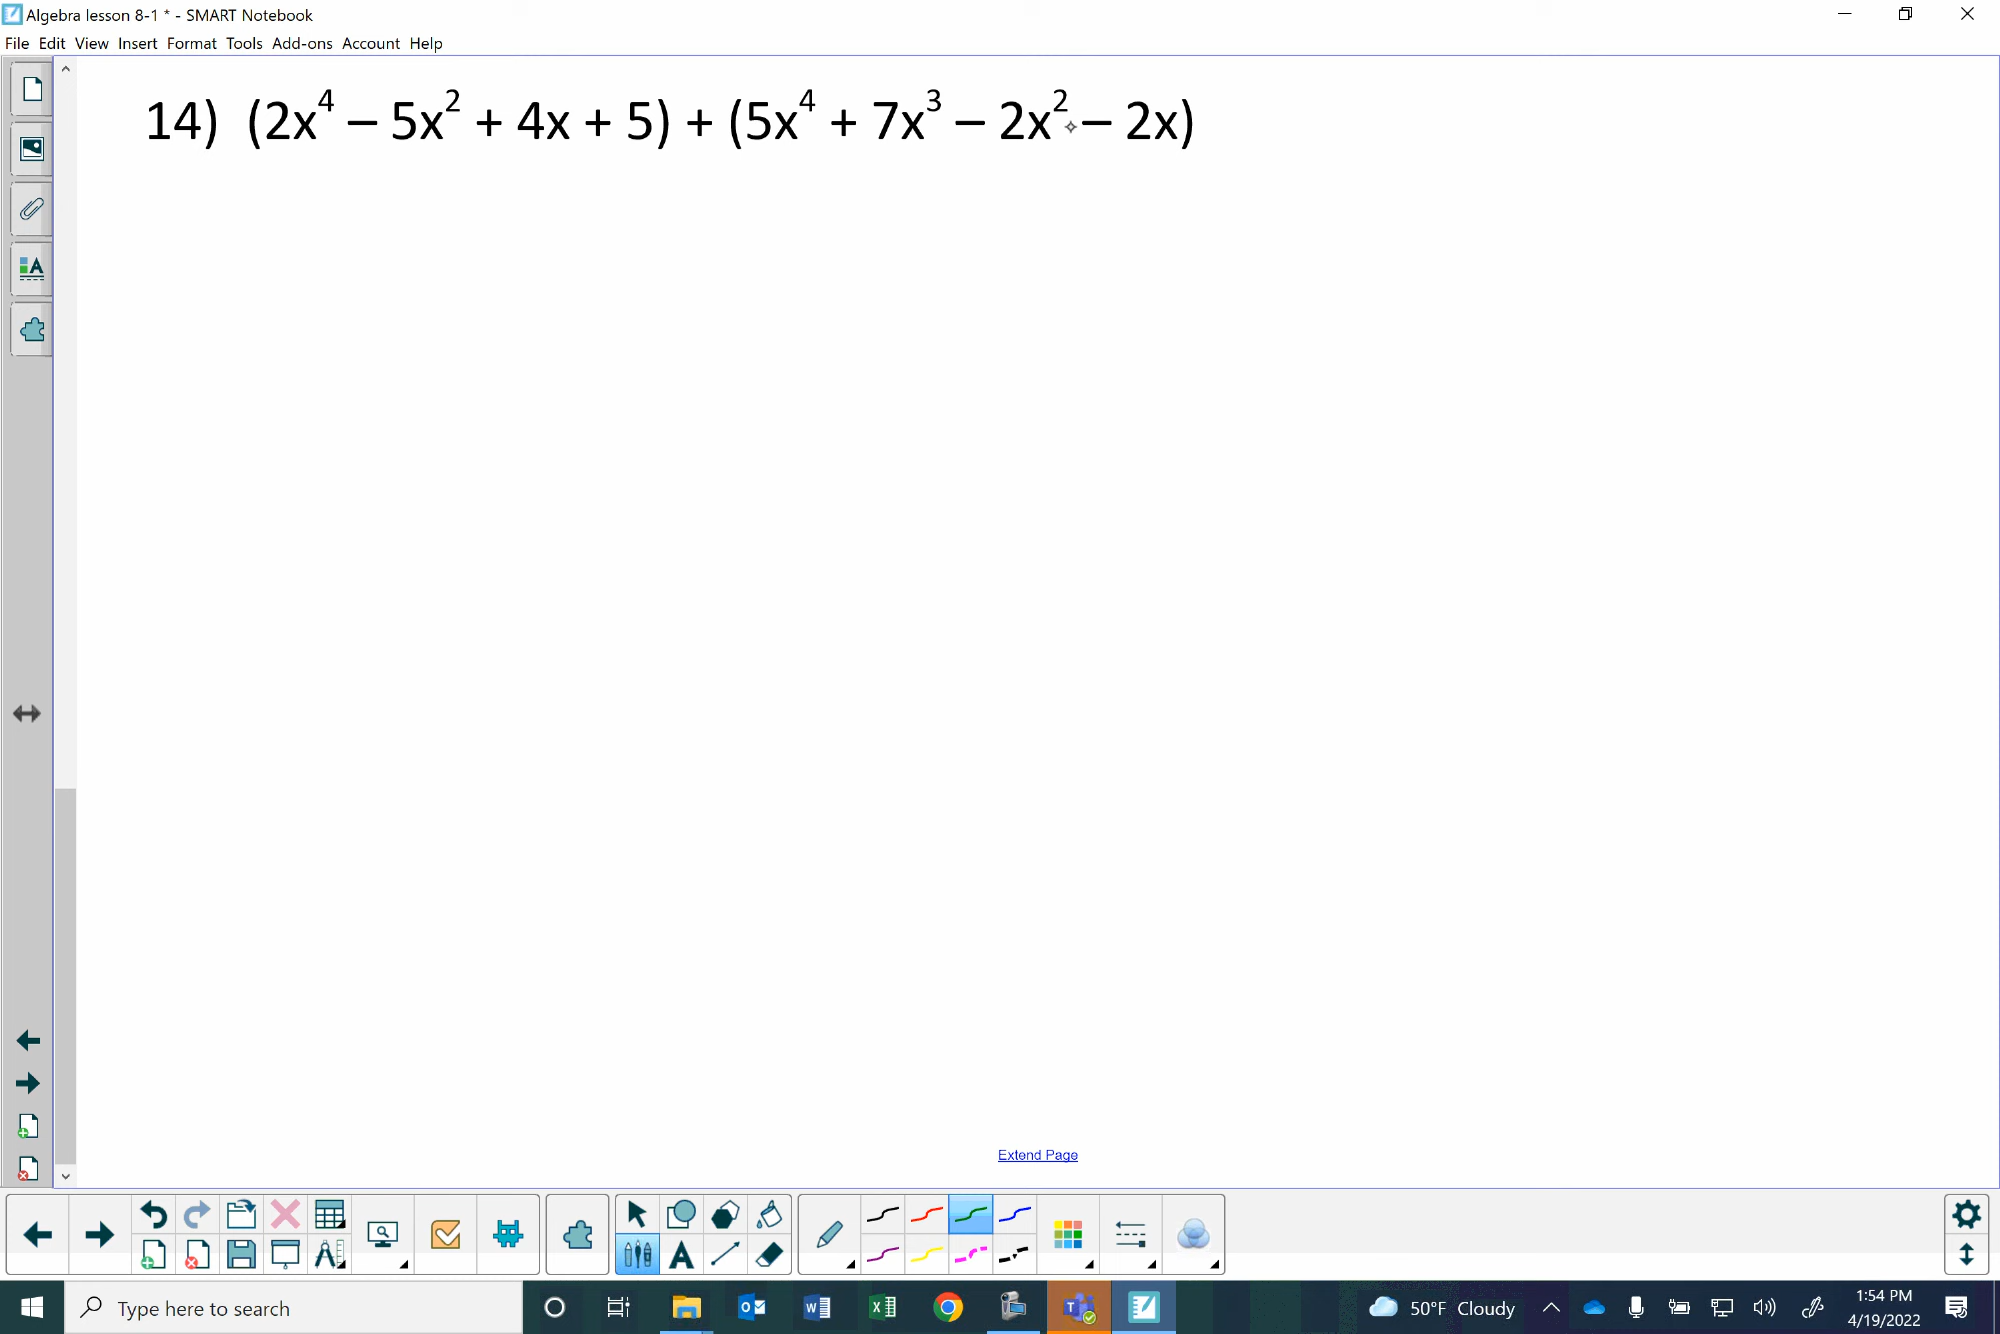 Algebra lesson 8-1 * - SMART Notebook
File Edit View Insert Format Tools Add-ons Account Help
14) (2x⁴ – 5x² + 4x + 5) + (5x⁴ + 7x³ – 2x² – 2x)
Extend Page
Type here to search
50°F Cloudy
1:54 PM
4/19/2022